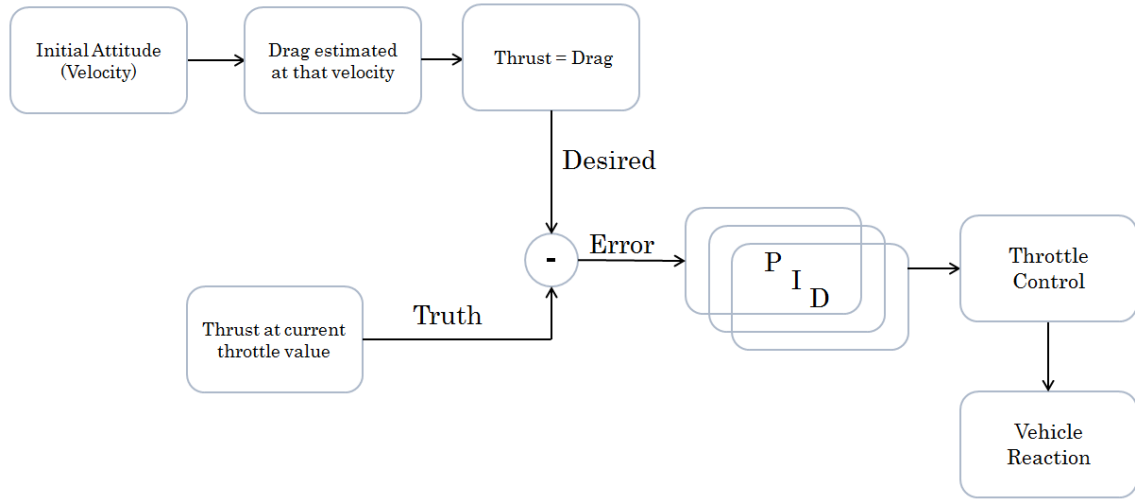 Initial Attitude
(Velocity)
Drag estimated
at that velocity
Thrust = Drag
Desired
-
Error
P
I
D
Throttle
Control
Thrust at current
throttle value
Truth
Vehicle
Reaction